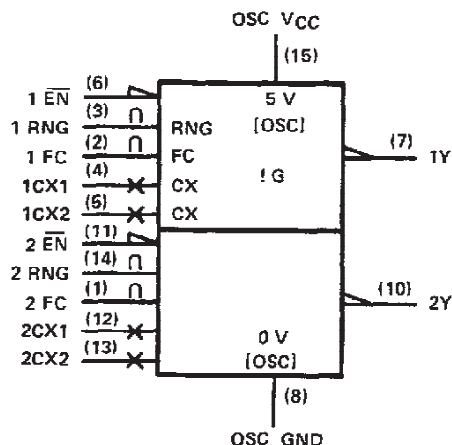 OSC VCC
(15)
1 EN (6)
5 V
1 RNG (3) RNG [OSC]
1 FC (2) FC
(7) 1Y
1CX1 (4) CX
! G
1CX2 (5) CX
2 EN (11)
2 RNG (14)
2 FC (1)
(10) 2Y
2CX1 (12)
0 V
2CX2 (13)
[OSC]
(8)
OSC GND